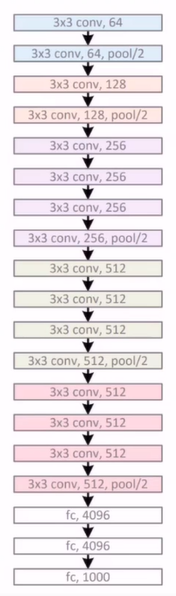 3x3 conv, 64
3x3 conv, 64, pool/2
3x3 conv, 128
3x3 conv, 128, pool/2
3x3 conv, 256
3x3 conv, 256
3x3 conv, 256
3x3 conv, 256, pool/2
3x3 conv, 512
3x3 conv, 512
3x3 conv, 512
3x3 conv, 512, pool/2
3x3 conv, 512
3x3 conv, 512
3x3 conv, 512
3x3 conv, 512, pool/2
fc, 4096
fc, 4096
fc, 1000